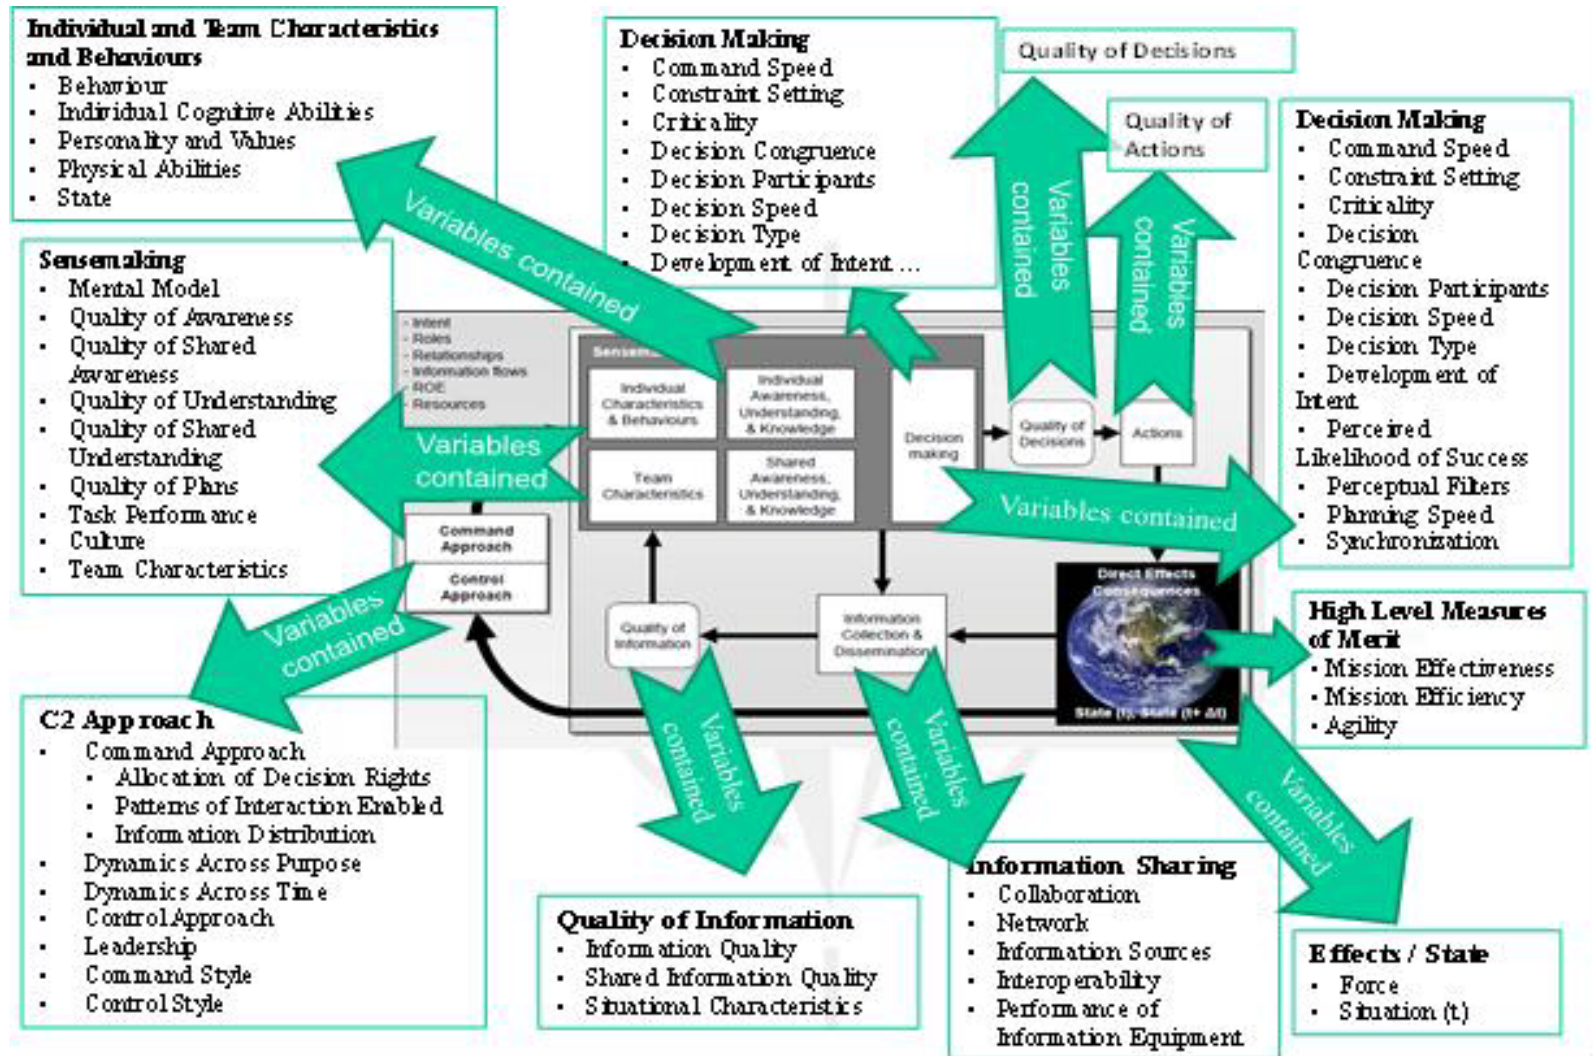 Individual and Team Characteristics
and Behaviours
• Behaviour
• Individual Cognitive Abilities
• Personality and Values
• Physical Abilities
• State
Decision Making
• Command Speed
• Constraint Setting
• Criticality
• Decision Congruence
• Decision Participants
• Decision Speed
• Decision Type
• Development of Intent ...
Quality of Decisions
Quality of
Actions
Decision Making
• Command Speed
• Constraint Setting
• Criticality
• Decision
Congruence
• Decision Participants
• Decision Speed
• Decision Type
• Development of
Intent
• Perceived
Likelihood of Success
• Perceptual Filters
• Planning Speed
• Synchronization
Sensemaking
• Mental Model
• Quality of Awareness
• Quality of Shared
Awareness
• Quality of Understanding
• Quality of Shared
Understanding
• Quality of Plans
• Task Performance
• Culture
• Team Characteristics
Variables contained
Variables
contained
Variables
contained
Variables
contained
Variables
contained
Variables contained
Variables
contained
Variables
contained
Variables
contained
- Intent
- Roles
- Relationships
- Information flows
- ROE
- Resources
Individual
Characteristics
& Behaviours
Individual
Awareness,
Understanding,
& Knowledge
Team
Characteristics
Shared
Awareness,
Understanding,
& Knowledge
Decision
making
Quality of
Decisions
Actions
Command
Approach
Control
Approach
Quality of
Information
Information
Collection &
Dissemination
Direct Effects
Consequences
State (t), State (t+ Δt)
High Level Measures
of Merit
• Mission Effectiveness
• Mission Efficiency
• Agility
C2 Approach
• Command Approach
• Allocation of Decision Rights
• Patterns of Interaction Enabled
• Information Distribution
• Dynamics Across Purpose
• Dynamics Across Time
• Control Approach
• Leadership
• Command Style
• Control Style
Quality of Information
• Information Quality
• Shared Information Quality
• Situational Characteristics
Information Sharing
• Collaboration
• Network
• Information Sources
• Interoperability
• Performance of
Information Equipment
Effects / State
• Force
• Situation (t)